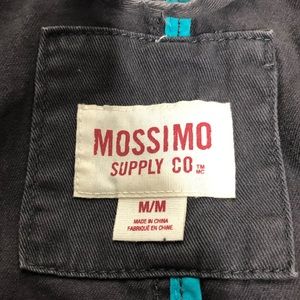 MOSSIMO
SUPPLY CO TM MC
M/M
MADE IN CHINA
FABRIQUÉ EN CHINE